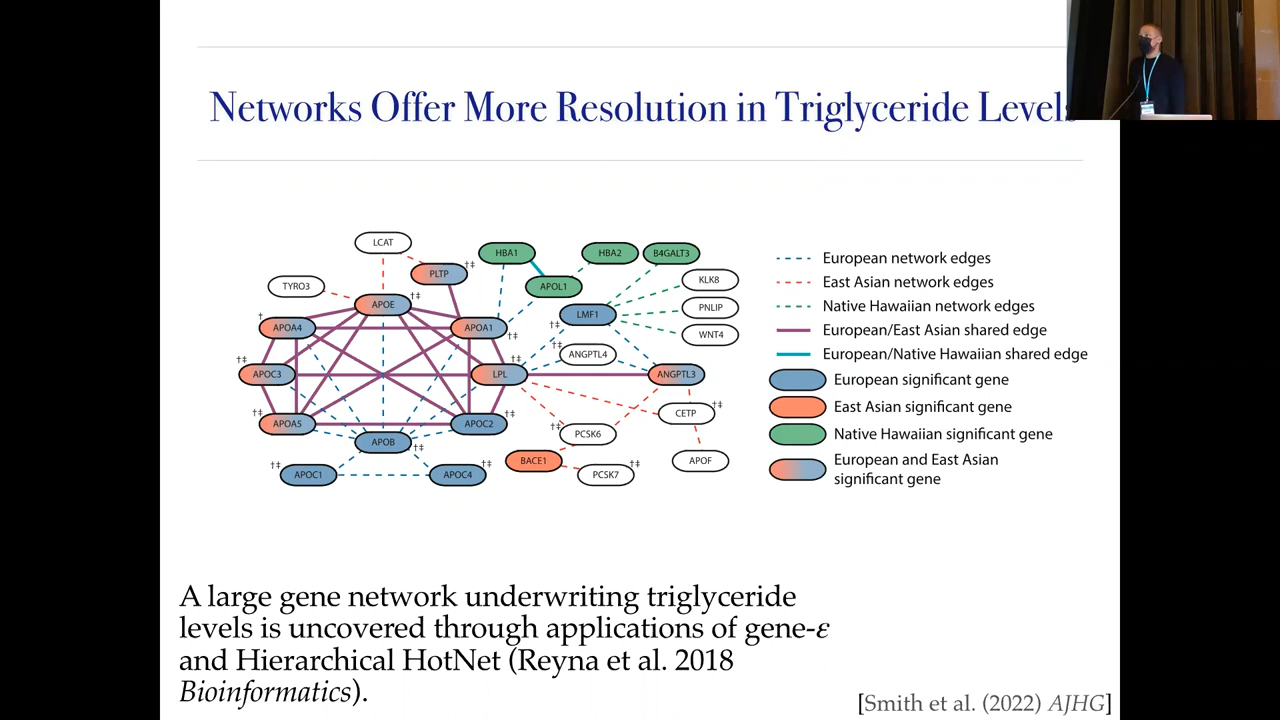 Networks Offer More Resolution in Triglyceride Levels
LCAT
HBA1
HBA2
B4GALT3
PLTP
†‡
TYRO3
APOL1
KLK8
APOE
†‡
PNLIP
LMF1
†
APOA4
APOA1
†‡
†‡
WNT4
†‡
ANGPTL4
†‡
†‡
APOC3
LPL
ANGPTL3
†‡
APOA5
APOC2
†‡
CETP
†‡
†‡
PCSK6
APOB
†‡
†‡
APOC1
APOC4
†‡
BACE1
PCSK7
†‡
APOF
European network edges
East Asian network edges
Native Hawaiian network edges
European/East Asian shared edge
European/Native Hawaiian shared edge
European significant gene
East Asian significant gene
Native Hawaiian significant gene
European and East Asian
significant gene
A large gene network underwriting triglyceride
levels is uncovered through applications of gene-ε
and Hierarchical HotNet (Reyna et al. 2018
Bioinformatics).
[Smith et al. (2022) AJHG]